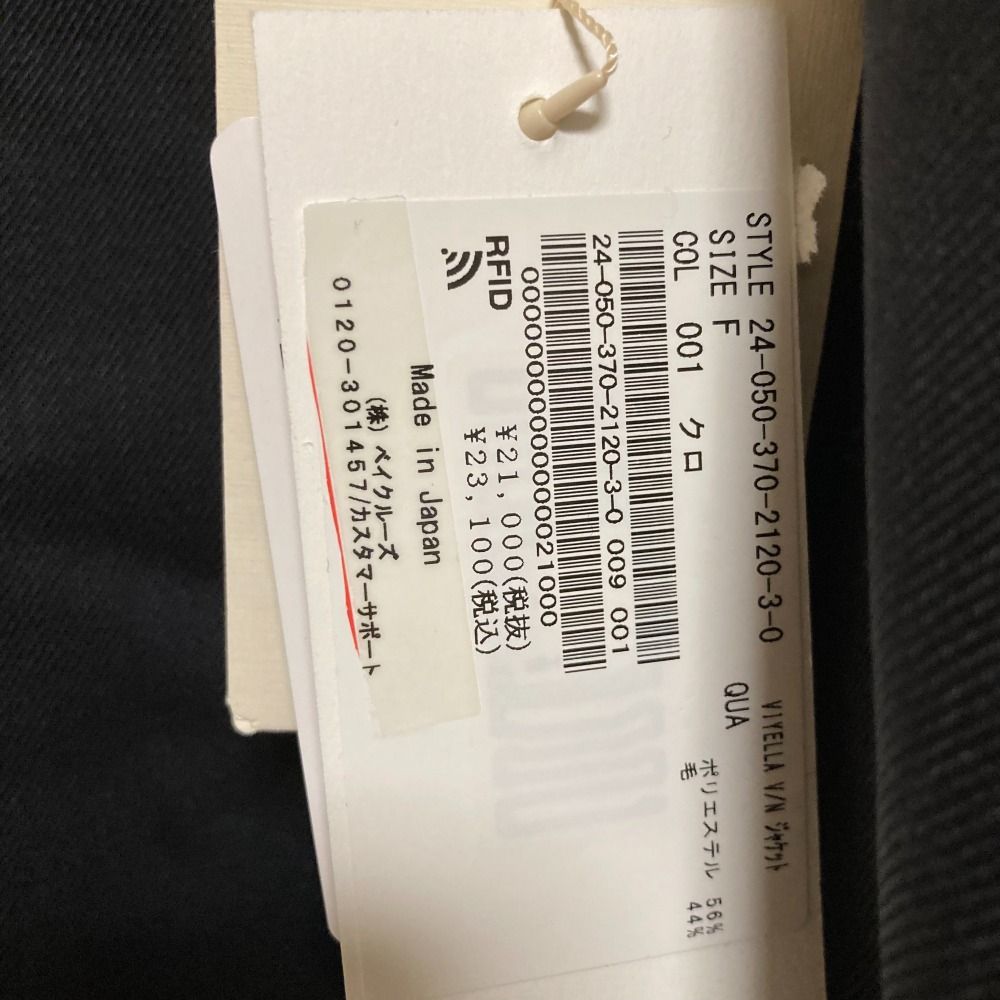 STYLE 24-050-370-2120-3-0
VIYELLA V/N ジャケット
SIZE F
QUA
COL 001 クロ
ポリエステル 56%
毛 44%
24-050-370-2120-3-0 009 001
0000000000000000021000
RFID
¥21,000(税抜)
¥23,100(税込)
Made in Japan
(株)ベイクルーズ
0120-301457/カスタマーサポート